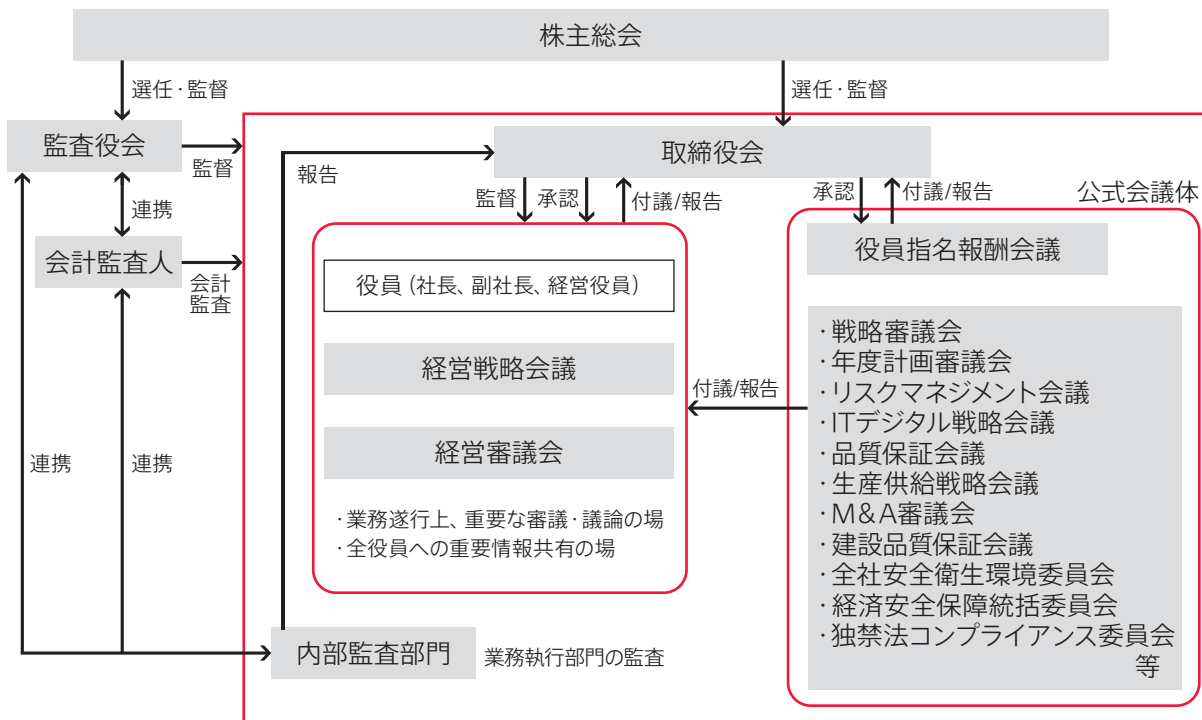 株主総会
選任・監督
選任・監督
監査役会
監督
取締役会
報告
監督
承認
付議/報告
承認
付議/報告
公式会議体
連携
会計監査人
会計
監査
役員指名報酬会議
役員（社長、副社長、経営役員）
・戦略審議会
・年度計画審議会
・リスクマネジメント会議
・ITデジタル戦略会議
・品質保証会議
・生産供給戦略会議
・M&A審議会
・建設品質保証会議
・全社安全衛生環境委員会
・経済安全保障統括委員会
・独禁法コンプライアンス委員会
等
経営戦略会議
付議/報告
経営審議会
連携
連携
・業務遂行上、重要な審議・議論の場
・全役員への重要情報共有の場
内部監査部門
業務執行部門の監査